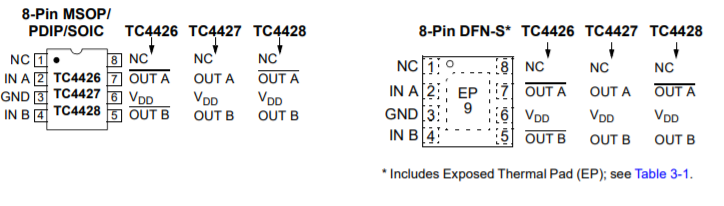 8-Pin MSOP/
PDIP/SOIC TC4426 TC4427 TC4428
NC 1 8 NC NC NC
IN A 2 TC4426 7 OUT A OUT A OUT A
GND 3 TC4427 6 VDD VDD VDD
IN B 4 TC4428 5 OUT B OUT B OUT B
8-Pin DFN-S* TC4426 TC4427 TC4428
NC 1 8 NC NC NC
IN A 2 EP 7 OUT A OUT A OUT A
GND 3 9 6 VDD VDD VDD
IN B 4 5 OUT B OUT B OUT B
* Includes Exposed Thermal Pad (EP); see Table 3-1.